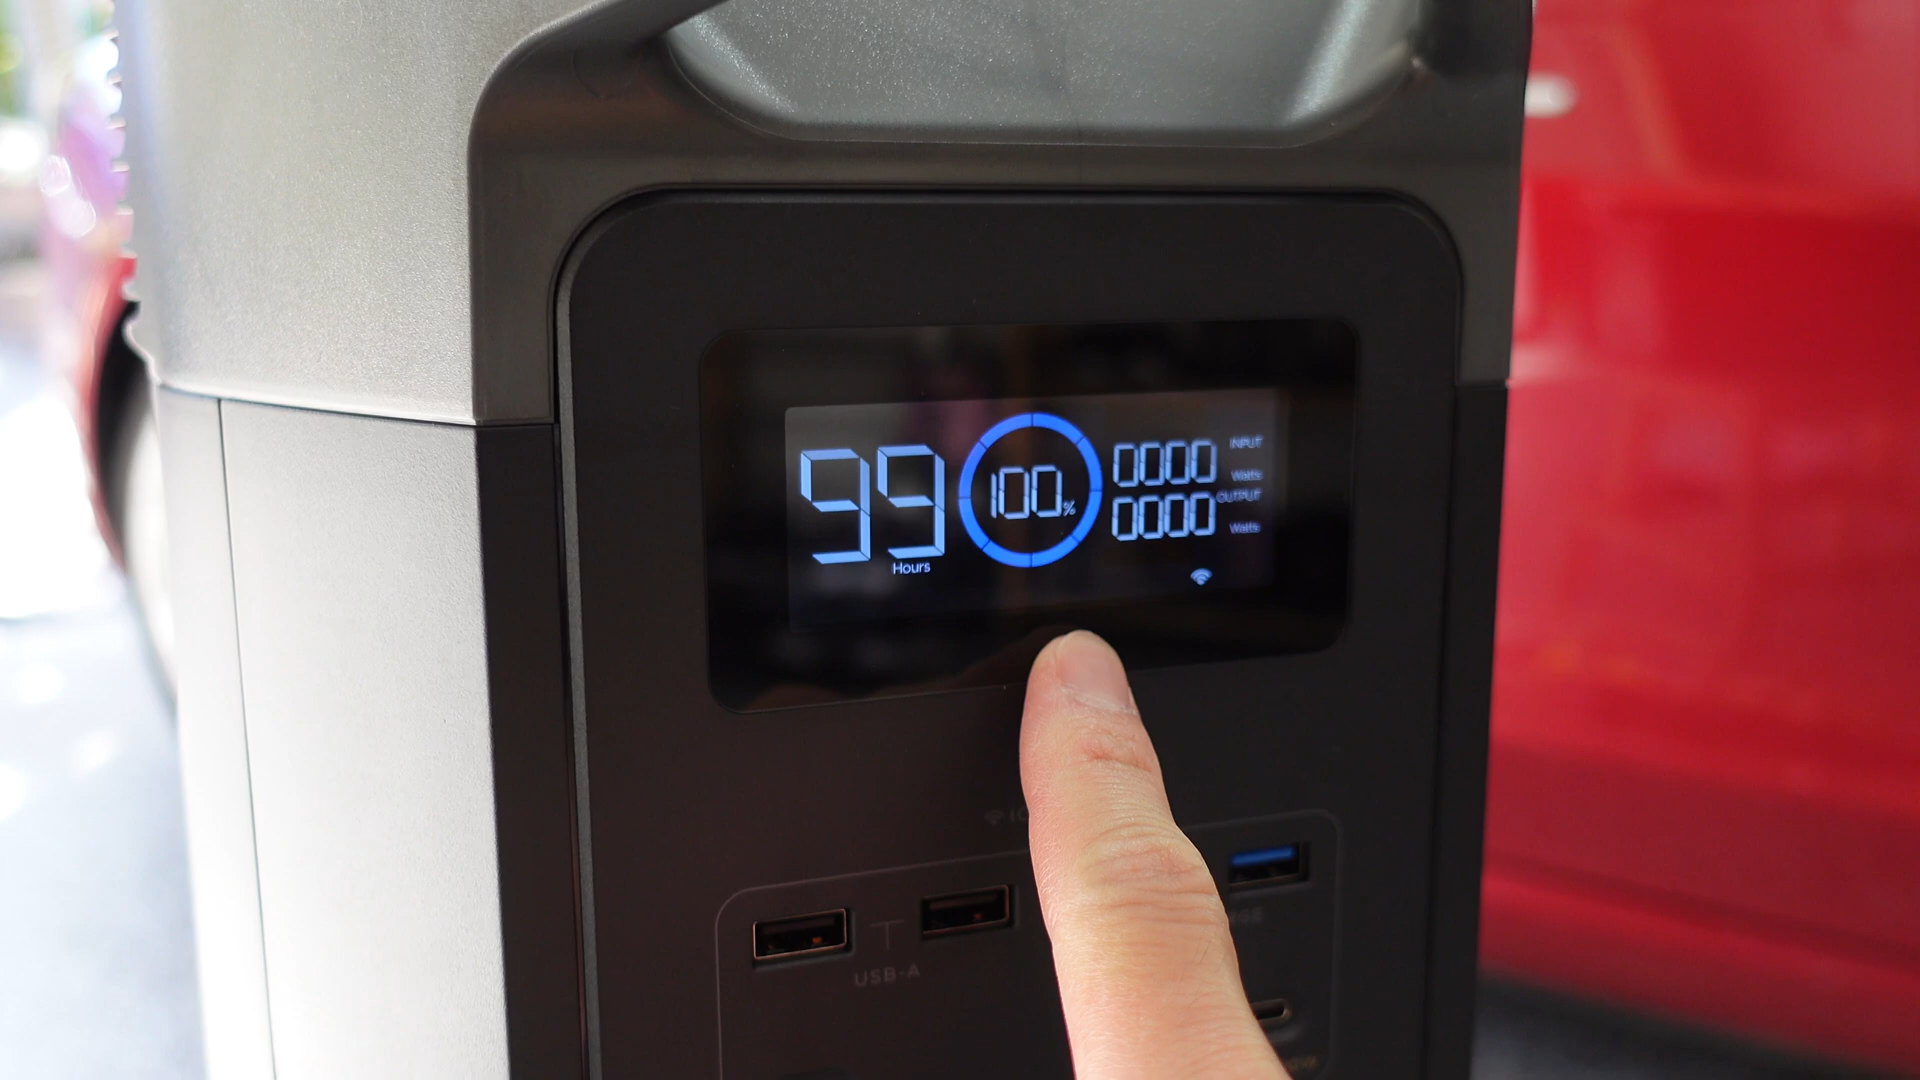 99
Hours
100%
0000
INPUT
Watts
0000
OUTPUT
Watts
USB-A